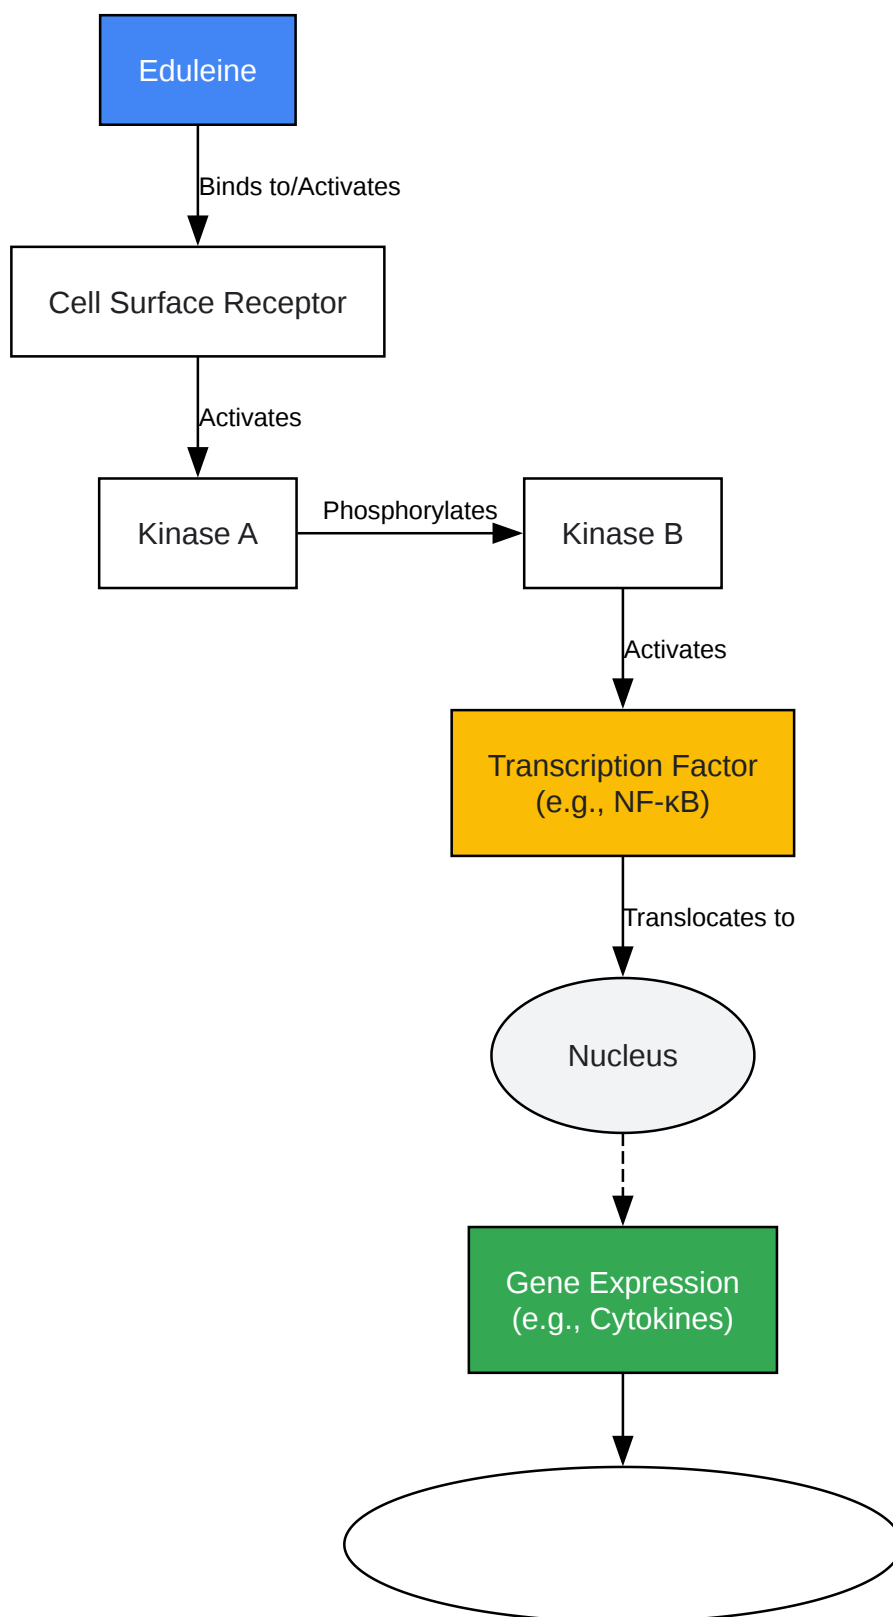 Eduleine
Binds to/Activates
Cell Surface Receptor
Activates
Kinase A
Phosphorylates
Kinase B
Activates
Transcription Factor
(e.g., NF-κB)
Translocates to
Nucleus
Gene Expression
(e.g., Cytokines)